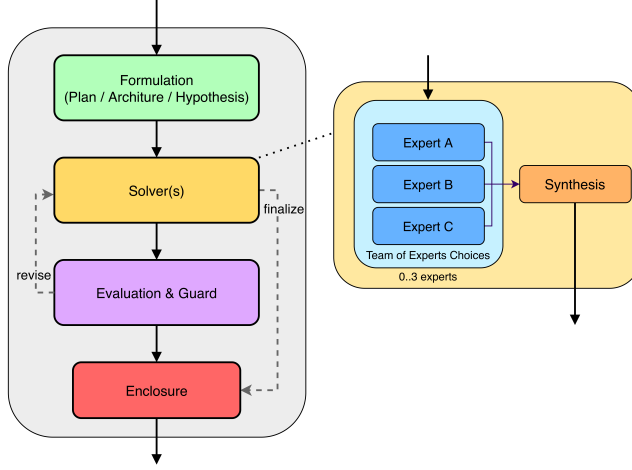 Formulation
(Plan / Architure / Hypothesis)
Solver(s)
finalize
revise
Evaluation & Guard
Enclosure
Expert A
Expert B
Expert C
Team of Experts Choices
0..3 experts
Synthesis